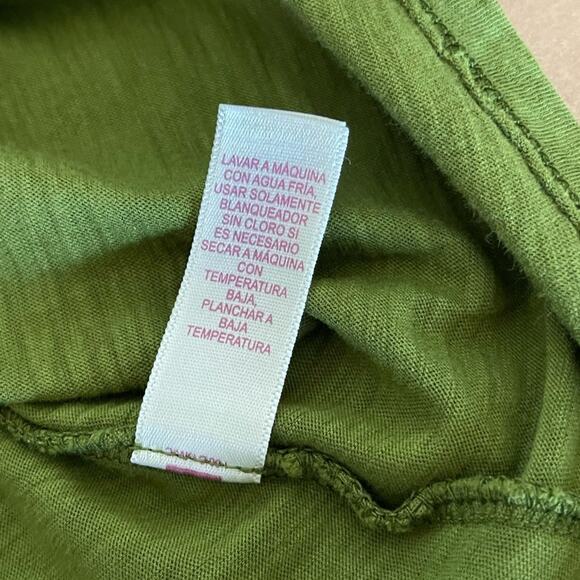 LAVAR A MÁQUINA
CON AGUA FRÍA,
USAR SOLAMENTE
BLANQUEADOR
SIN CLORO SI
ES NECESARIO
SECAR A MÁQUINA
CON
TEMPERATURA
BAJA,
PLANCHAR A
BAJA
TEMPERATURA